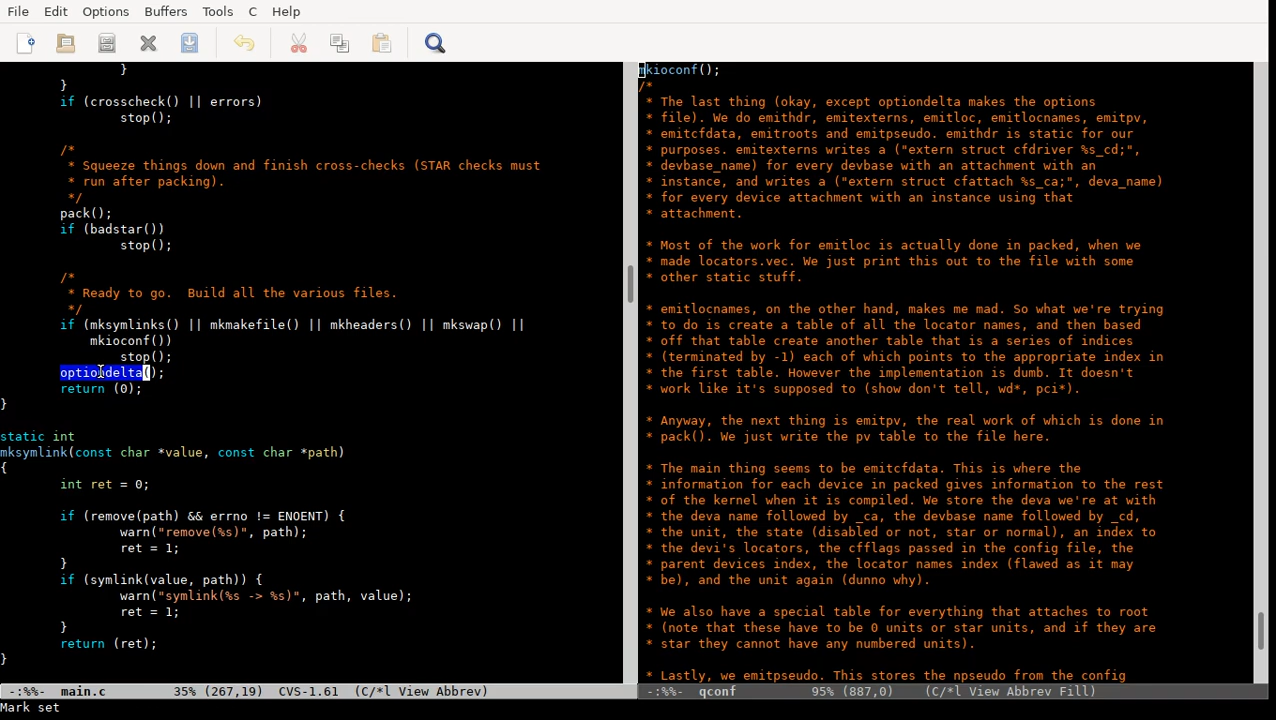 File Edit Options Buffers Tools C Help
}
}
if (crosscheck() || errors)
stop();
/*
* Squeeze things down and finish cross-checks (STAR checks must
* run after packing).
*/
pack();
if (badstar())
stop();
/*
* Ready to go.  Build all the various files.
*/
if (mksymlinks() || mkmakefile() || mkheaders() || mkswap() ||
mkioconf())
stop();
optiondelta();
return (0);
}
static int
mksymlink(const char *value, const char *path)
{
int ret = 0;
if (remove(path) && errno != ENOENT) {
warn("remove(%s)", path);
ret = 1;
}
if (symlink(value, path)) {
warn("symlink(%s -> %s)", path, value);
ret = 1;
}
return (ret);
}
-:%%-  main.c         35% (267,19)   CVS-1.61  (C/*l View Abbrev)
mkioconf();
/*
* The last thing (okay, except optiondelta makes the options
* file). We do emithdr, emitexterns, emitloc, emitlocnames, emitpv,
* emitcfdata, emitroots and emitpseudo. emithdr is static for our
* purposes. emitexterns writes a ("extern struct cfdriver %s_cd;",
* devbase_name) for every devbase with an attachment with an
* instance, and writes a ("extern struct cfattach %s_ca;", deva_name)
* for every device attachment with an instance using that
* attachment.
* Most of the work for emitloc is actually done in packed, when we
* made locators.vec. We just print this out to the file with some
* other static stuff.
* emitlocnames, on the other hand, makes me mad. So what we're trying
* to do is create a table of all the locator names, and then based
* off that table create another table that is a series of indices
* (terminated by -1) each of which points to the appropriate index in
* the first table. However the implementation is dumb. It doesn't
* work like it's supposed to (show don't tell, wd*, pci*).
* Anyway, the next thing is emitpv, the real work of which is done in
* pack(). We just write the pv table to the file here.
* The main thing seems to be emitcfdata. This is where the
* information for each device in packed gives information to the rest
* of the kernel when it is compiled. We store the deva we're at with
* the deva name followed by _ca, the devbase name followed by _cd,
* the unit, the state (disabled or not, star or normal), an index to
* the devi's locators, the cfflags passed in the config file, the
* parent devices index, the locator names index (flawed as it may
* be), and the unit again (dunno why).
* We also have a special table for everything that attaches to root
* (note that these have to be 0 units or star units, and if they are
* star they cannot have any numbered units).
* Lastly, we emitpseudo. This stores the npseudo from the config
-:%%-  qconf          95% (887,0)    (C/*l View Abbrev Fill)
Mark set